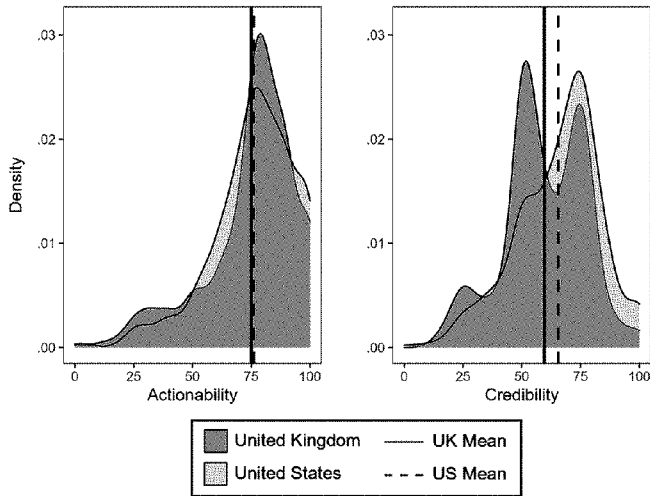 .03
.02
.01
.00
Density
0 25 50 75 100
Actionability
.03
.02
.01
.00
0 25 50 75 100
Credibility
United Kingdom
UK Mean
United States
US Mean